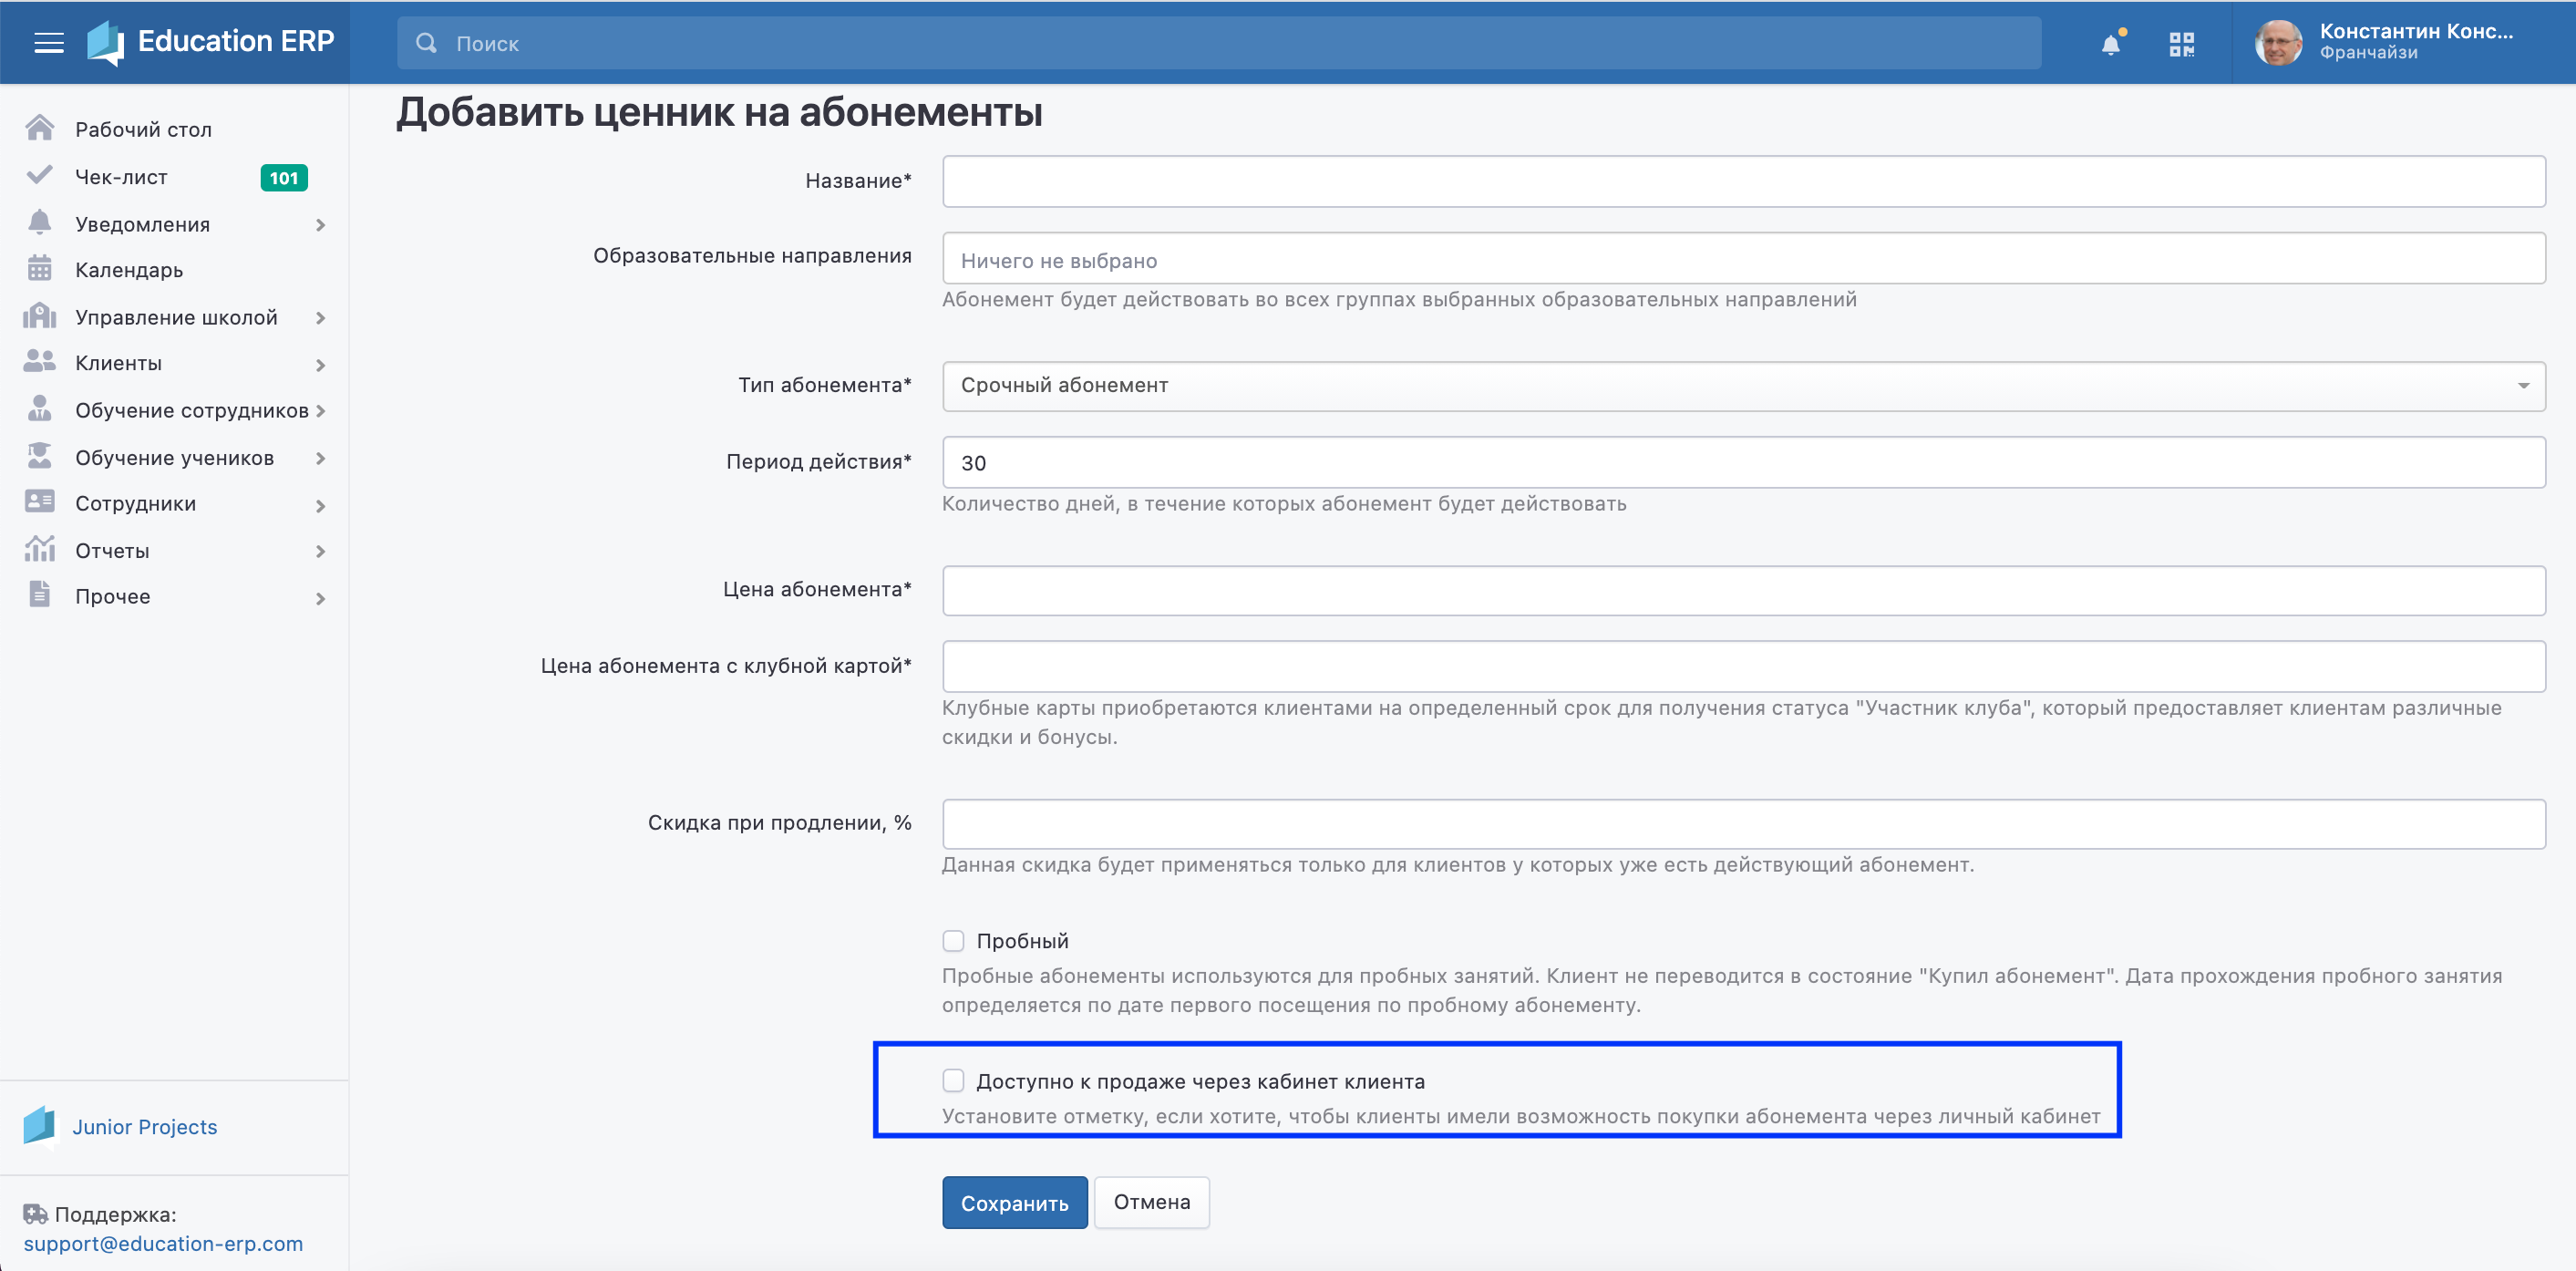 Education ERP
Поиск
Константин Конс...
Франчайзи
Рабочий стол
Чек-лист 101
Уведомления
Календарь
Управление школой
Клиенты
Обучение сотрудников
Обучение учеников
Сотрудники
Отчеты
Прочее
Junior Projects
Поддержка:
support@education-erp.com
Добавить ценник на абонементы
Название*
Образовательные направления
Ничего не выбрано
Абонемент будет действовать во всех группах выбранных образовательных направлений
Тип абонемента*
Срочный абонемент
Период действия*
30
Количество дней, в течение которых абонемент будет действовать
Цена абонемента*
Цена абонемента с клубной картой*
Клубные карты приобретаются клиентами на определенный срок для получения статуса "Участник клуба", который предоставляет клиентам различные
скидки и бонусы.
Скидка при продлении, %
Данная скидка будет применяться только для клиентов у которых уже есть действующий абонемент.
Пробный
Пробные абонементы используются для пробных занятий. Клиент не переводится в состояние "Купил абонемент". Дата прохождения пробного занятия
определяется по дате первого посещения по пробному абонементу.
Доступно к продаже через кабинет клиента
Установите отметку, если хотите, чтобы клиенты имели возможность покупки абонемента через личный кабинет
Сохранить
Отмена